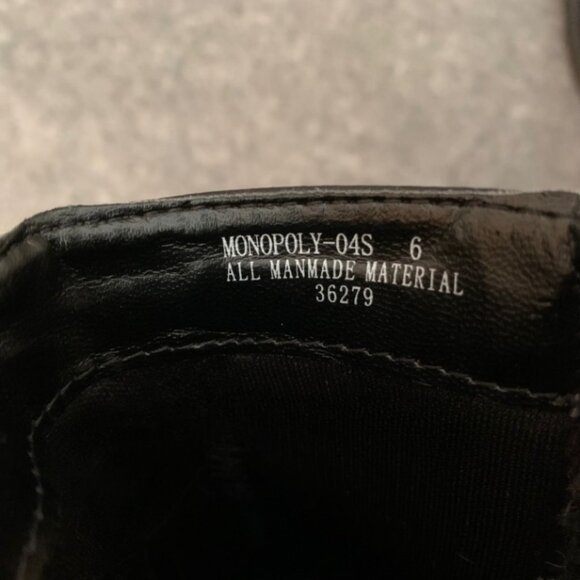 MONOPOLY-04S 6
ALL MANMADE MATERIAL
36279